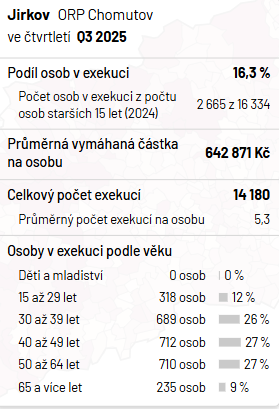 Jirkov ORP Chomutov
ve čtvrtletí Q3 2025
Podíl osob v exekuci 16,3 %
Počet osob v exekuci z počtu
osob starších 15 let (2024) 2 665 z 16 334
Průměrná vymáhaná částka
na osobu 642 871 Kč
Celkový počet exekucí 14 180
Průměrný počet exekucí na osobu 5,3
Osoby v exekuci podle věku
Děti a mladiství 0 osob 0 %
15 až 29 let 318 osob 12 %
30 až 39 let 689 osob 26 %
40 až 49 let 712 osob 27 %
50 až 64 let 710 osob 27 %
65 a více let 235 osob 9 %